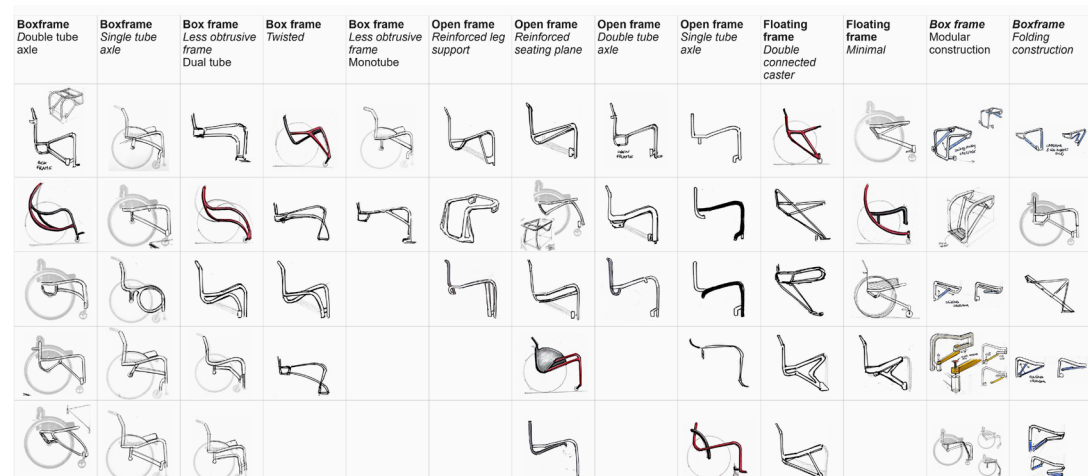 Boxframe
Double tube
axle
Boxframe
Single tube
axle
Box frame
Less obtrusive
frame
Dual tube
Box frame
Twisted
Box frame
Less obtrusive
frame
Monotube
Open frame
Reinforced leg
support
Open frame
Reinforced
seating plane
Open frame
Double tube
axle
Open frame
Single tube
axle
Floating
frame
Double
connected
caster
Floating
frame
Minimal
Box frame
Modular
construction
Boxframe
Folding
construction
BOX
FRAME
OPEN
FRAME